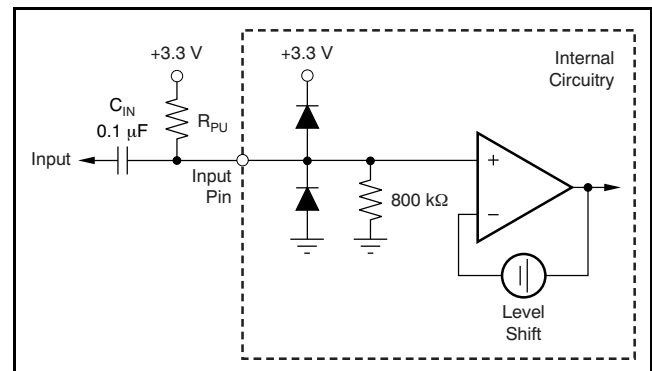 +3.3 V
+3.3 V
Internal
Circuitry
C_IN
0.1 µF
R_PU
Input
Input
Pin
800 kΩ
+
−
Level
Shift